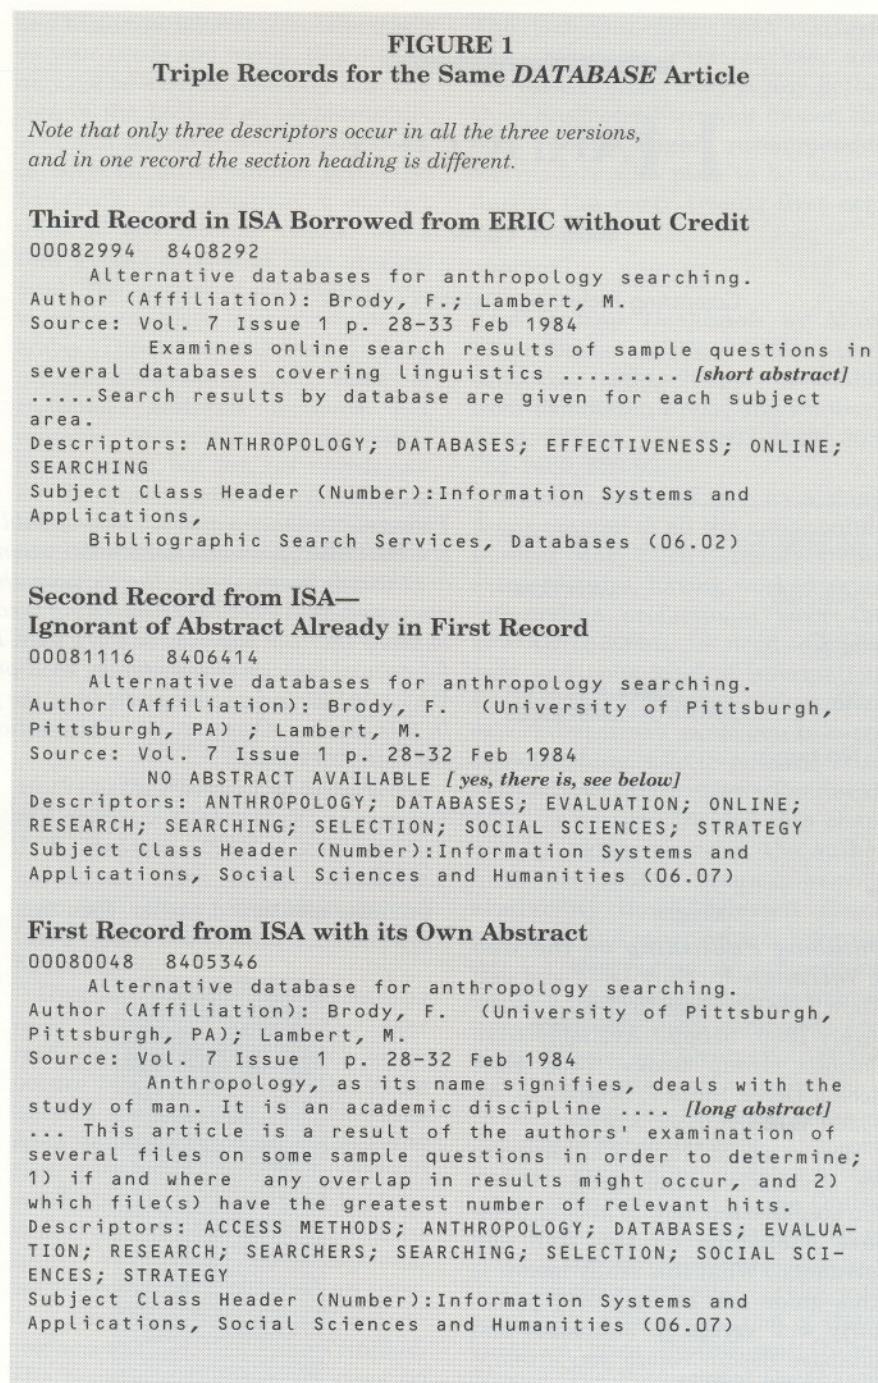 FIGURE 1
Triple Records for the Same DATABASE Article
Note that only three descriptors occur in all the three versions,
and in one record the section heading is different.
Third Record in ISA Borrowed from ERIC without Credit
00082994 8408292
Alternative databases for anthropology searching.
Author (Affiliation): Brody, F.; Lambert, M.
Source: Vol. 7 Issue 1 p. 28-33 Feb 1984
Examines online search results of sample questions in
several databases covering linguistics ......... [short abstract]
.....Search results by database are given for each subject
area.
Descriptors: ANTHROPOLOGY; DATABASES; EFFECTIVENESS; ONLINE;
SEARCHING
Subject Class Header (Number):Information Systems and
Applications,
Bibliographic Search Services, Databases (06.02)
Second Record from ISA—
Ignorant of Abstract Already in First Record
00081116 8406414
Alternative databases for anthropology searching.
Author (Affiliation): Brody, F. (University of Pittsburgh,
Pittsburgh, PA) ; Lambert, M.
Source: Vol. 7 Issue 1 p. 28-32 Feb 1984
NO ABSTRACT AVAILABLE [ yes, there is, see below]
Descriptors: ANTHROPOLOGY; DATABASES; EVALUATION; ONLINE;
RESEARCH; SEARCHING; SELECTION; SOCIAL SCIENCES; STRATEGY
Subject Class Header (Number):Information Systems and
Applications, Social Sciences and Humanities (06.07)
First Record from ISA with its Own Abstract
00080048 8405346
Alternative database for anthropology searching.
Author (Affiliation): Brody, F. (University of Pittsburgh,
Pittsburgh, PA); Lambert, M.
Source: Vol. 7 Issue 1 p. 28-32 Feb 1984
Anthropology, as its name signifies, deals with the
study of man. It is an academic discipline .... [long abstract]
... This article is a result of the authors' examination of
several files on some sample questions in order to determine;
1) if and where any overlap in results might occur, and 2)
which file(s) have the greatest number of relevant hits.
Descriptors: ACCESS METHODS; ANTHROPOLOGY; DATABASES; EVALUA-
TION; RESEARCH; SEARCHERS; SEARCHING; SELECTION; SOCIAL SCI-
ENCES; STRATEGY
Subject Class Header (Number):Information Systems and
Applications, Social Sciences and Humanities (06.07)